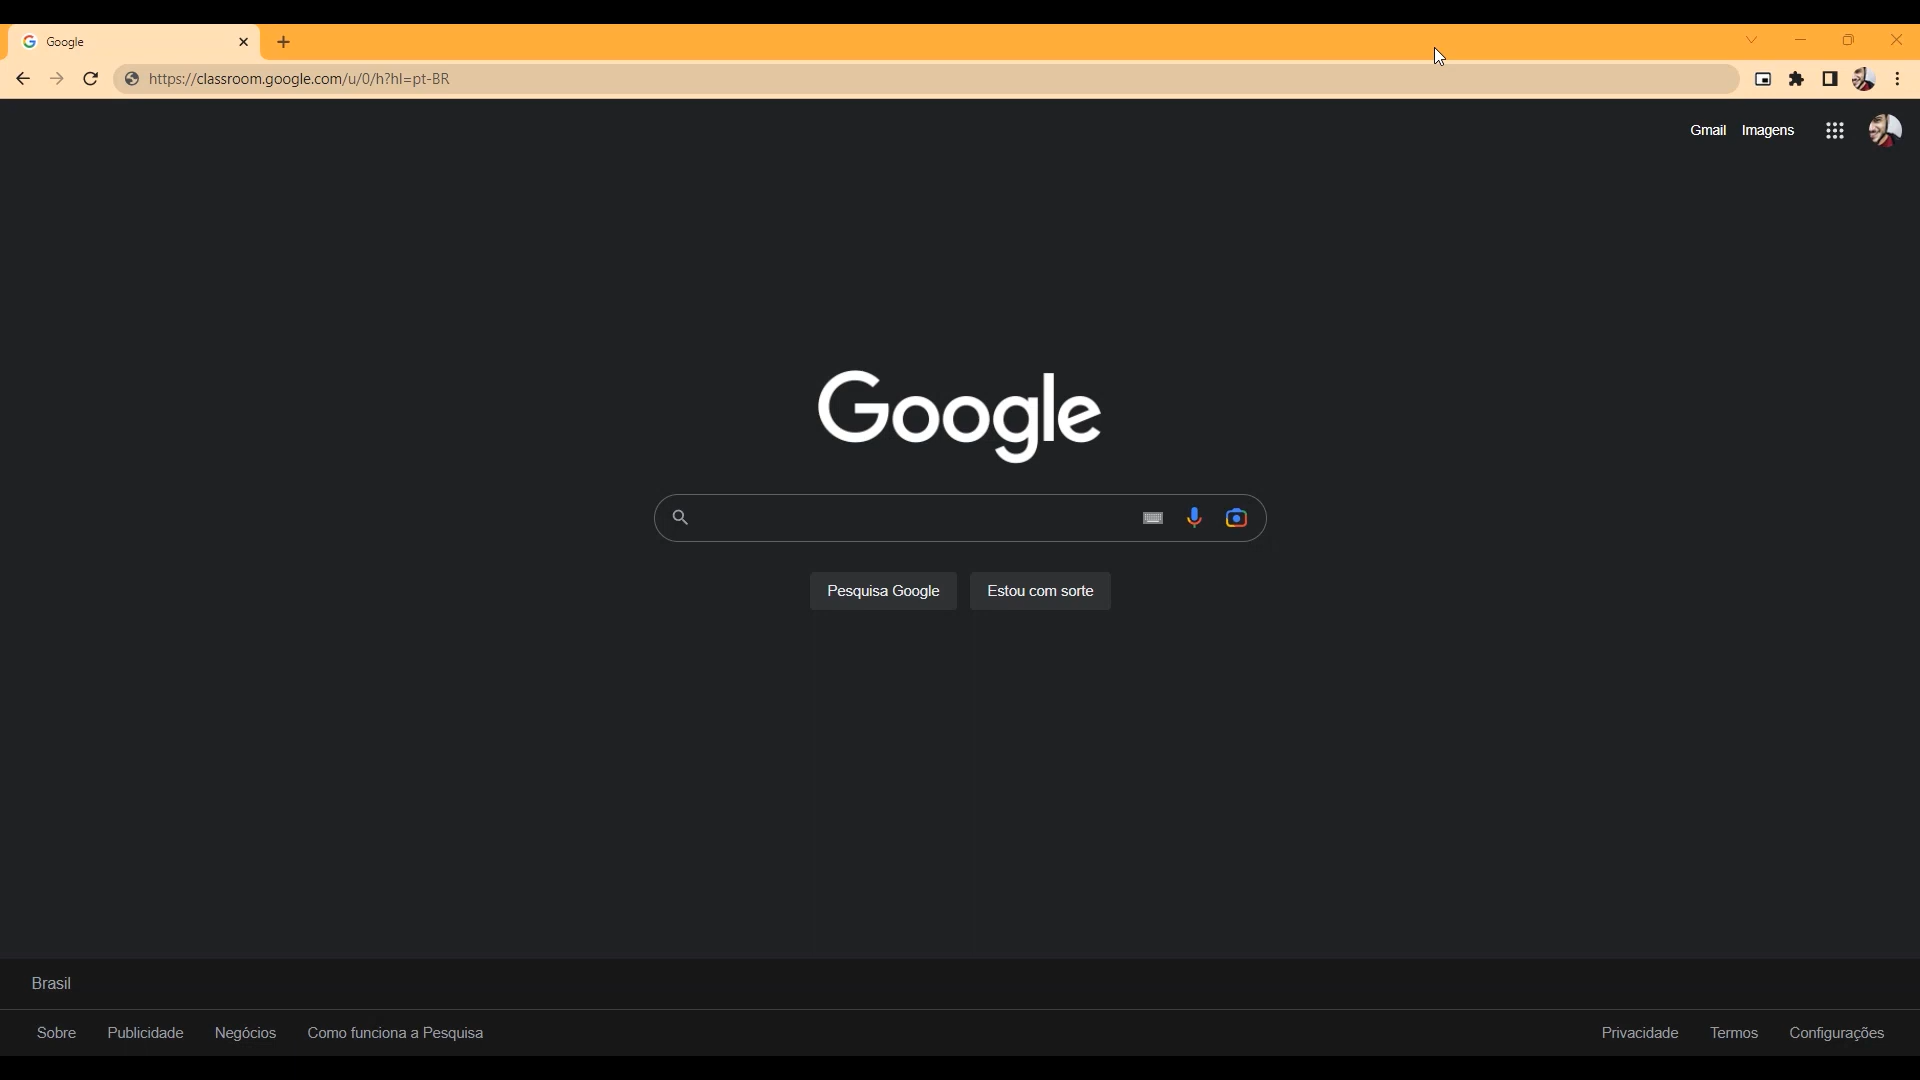 Google
https://classroom.google.com/u/0/h?hl=pt-BR
Gmail Imagens
Google
Pesquisa Google Estou com sorte
Brasil
Sobre Publicidade Negócios Como funciona a Pesquisa Privacidade Termos Configurações